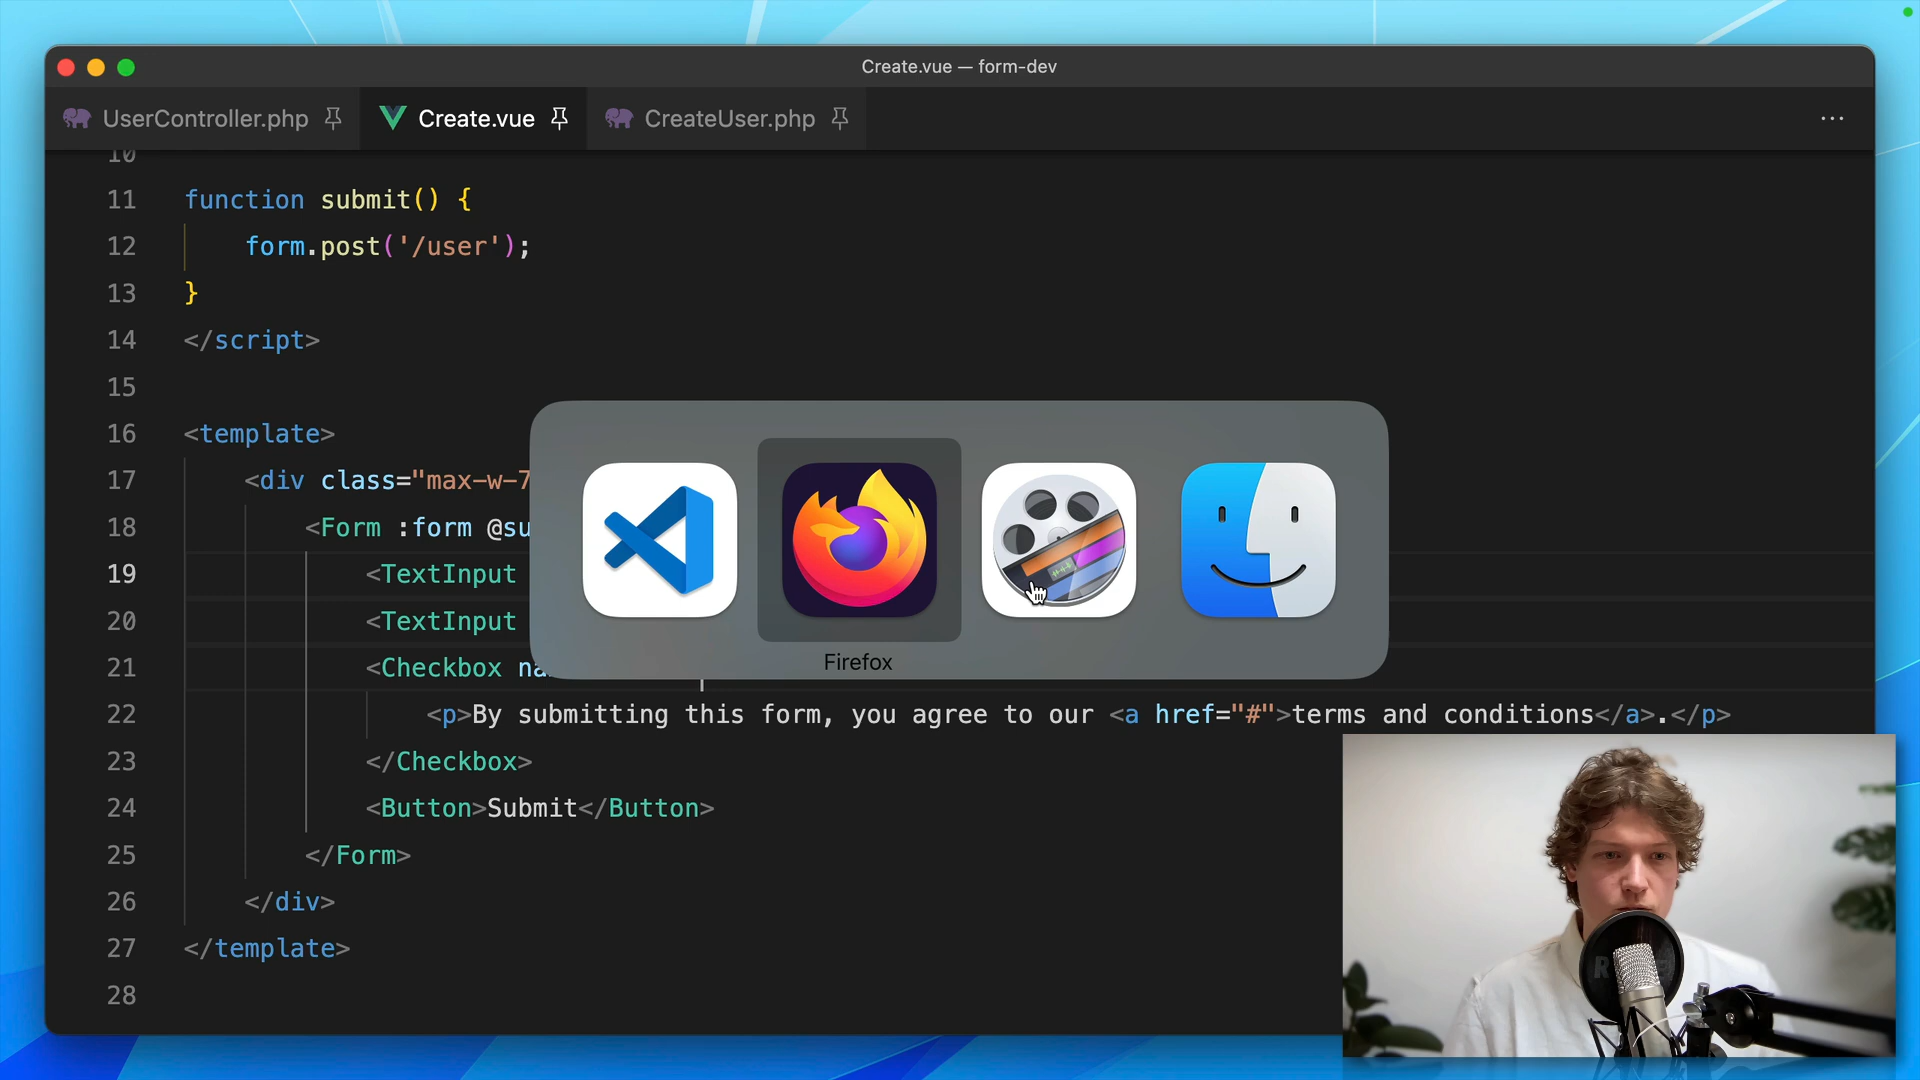 Create.vue — form-dev
UserController.php
Create.vue
CreateUser.php
...
10
11 function submit() {
12 form.post('/user');
13 }
14 </script>
15
16 <template>
17 <div class="max-w-7
18 <Form :form @su
19 <TextInput
20 <TextInput
21 <Checkbox na
Firefox
22 <p>By submitting this form, you agree to our <a href="#">terms and conditions</a>.</p>
23 </Checkbox>
24 <Button>Submit</Button>
25 </Form>
26 </div>
27 </template>
28